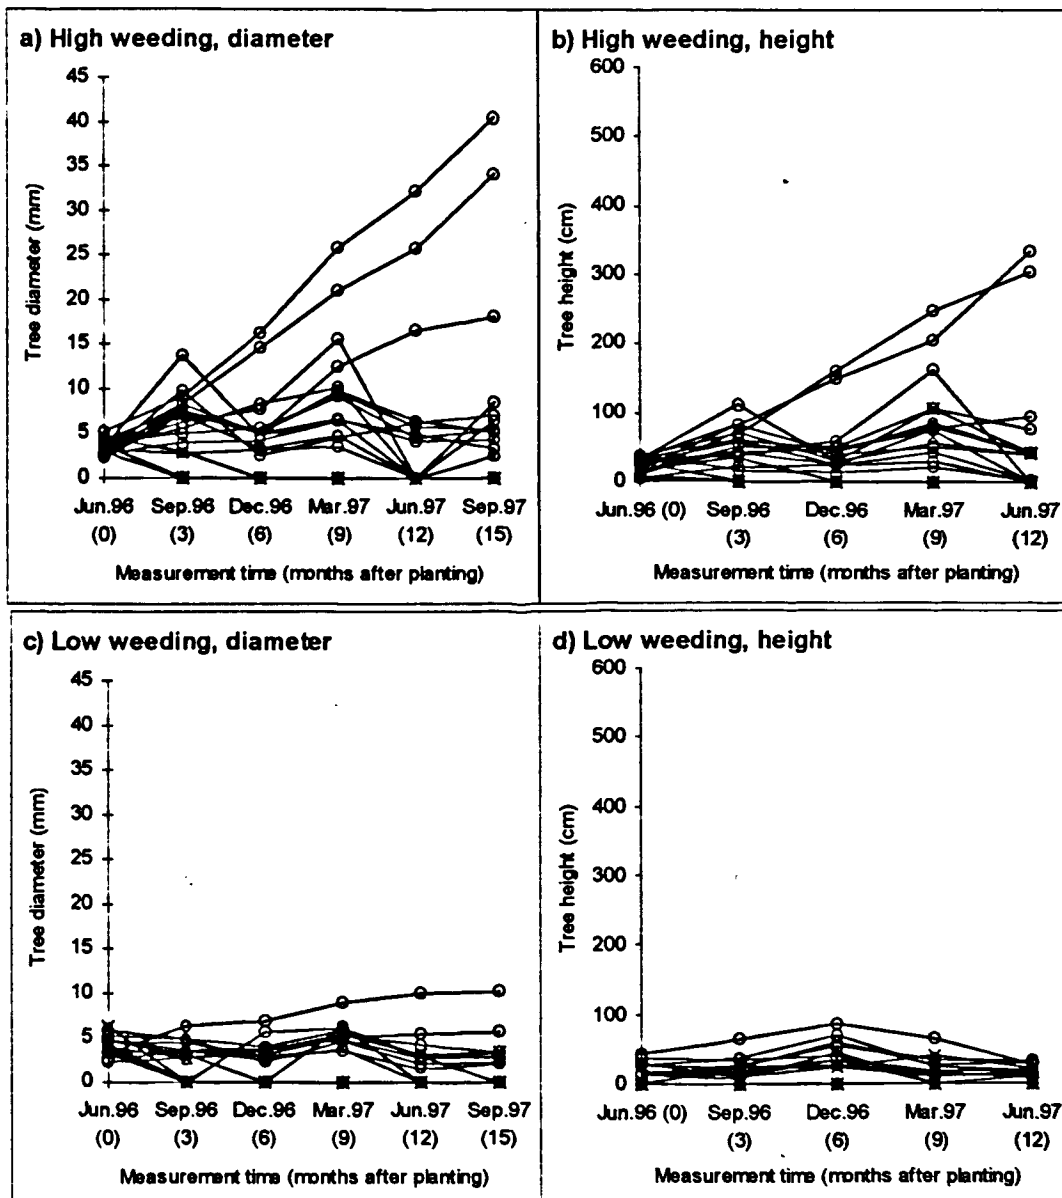 a) High weeding, diameter
45
40
35
30
25
20
15
10
5
0
Tree diameter (mm)
Jun.96 Sep.96 Dec.96 Mar.97 Jun.97 Sep.97
(0) (3) (6) (9) (12) (15)
Measurement time (months after planting)
b) High weeding, height
600
500
400
300
200
100
0
Tree height (cm)
Jun.96 (0) Sep.96 Dec.96 Mar.97 Jun.97
(3) (6) (9) (12)
Measurement time (months after planting)
c) Low weeding, diameter
45
40
35
30
25
20
15
10
5
0
Tree diameter (mm)
Jun.96 Sep.96 Dec.96 Mar.97 Jun.97 Sep.97
(0) (3) (6) (9) (12) (15)
Measurement time (months after planting)
d) Low weeding, height
600
500
400
300
200
100
0
Tree height (cm)
Jun.96 (0) Sep.96 Dec.96 Mar.97 Jun.97
(3) (6) (9) (12)
Measurement time (months after planting)